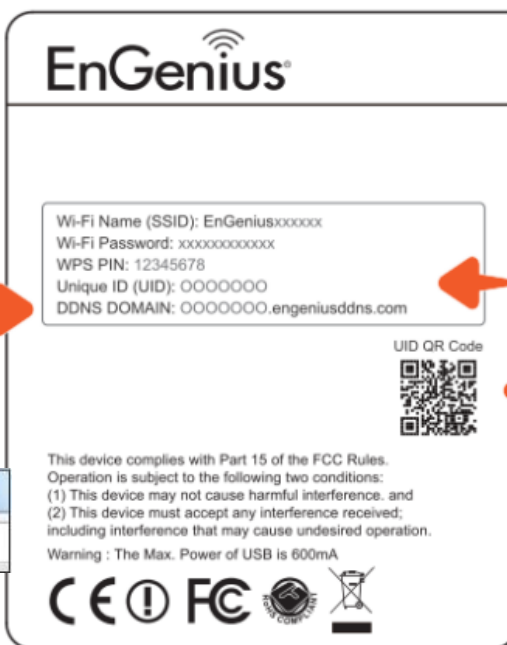 EnGenius
Wi-Fi Name (SSID): EnGeniusxxxxxx
Wi-Fi Password: xxxxxxxxxxxx
WPS PIN: 12345678
Unique ID (UID): OOOOOOO
DDNS DOMAIN: OOOOOOO.engeniusddns.com
UID QR Code
This device complies with Part 15 of the FCC Rules.
Operation is subject to the following two conditions:
(1) This device may not cause harmful interference. and
(2) This device must accept any interference received;
including interference that may cause undesired operation.
Warning : The Max. Power of USB is 600mA
CE FC RoHS COMPLIANT